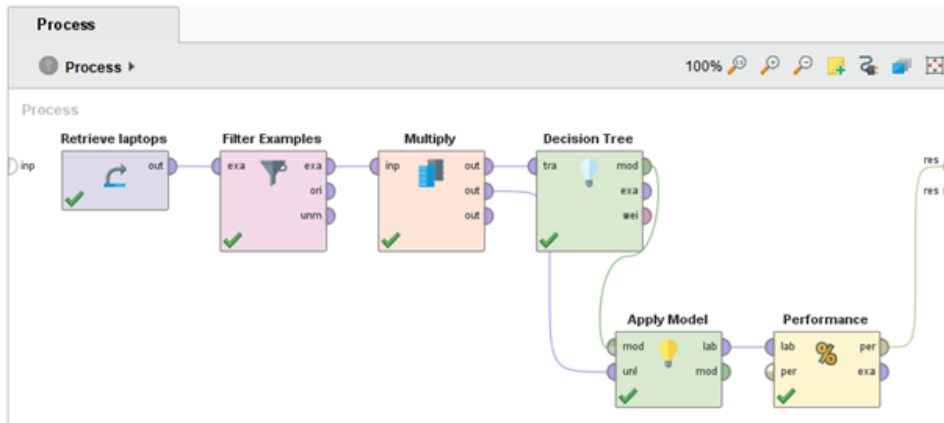 Process
Process
100%
Process
Retrieve laptops
Filter Examples
Multiply
Decision Tree
inp
out
exa
exa
ori
unm
inp
out
out
out
tra
mod
exa
wei
res
res
Apply Model
Performance
mod
lab
unl
mod
lab
per
per
exa
%